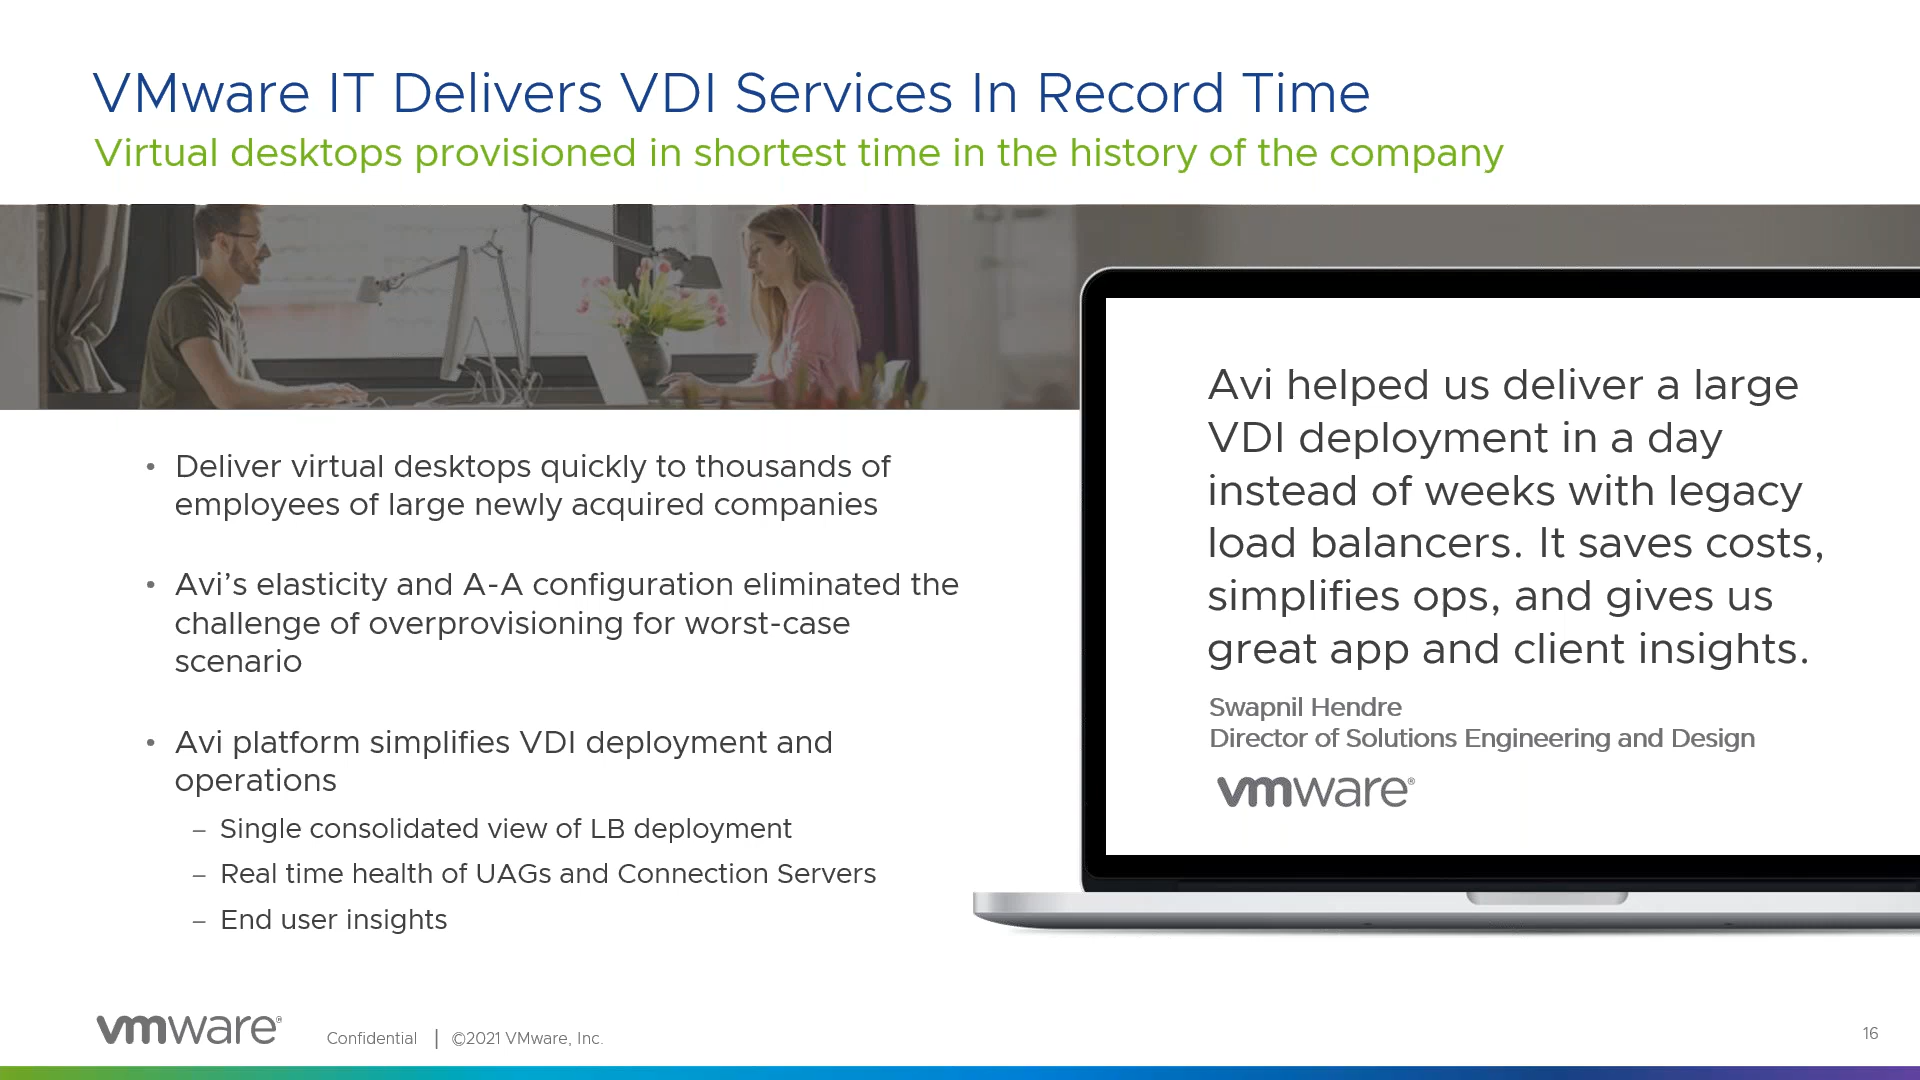 VMware IT Delivers VDI Services In Record Time
Virtual desktops provisioned in shortest time in the history of the company
• Deliver virtual desktops quickly to thousands of
employees of large newly acquired companies
• Avi’s elasticity and A-A configuration eliminated the
challenge of overprovisioning for worst-case
scenario
• Avi platform simplifies VDI deployment and
operations
– Single consolidated view of LB deployment
– Real time health of UAGs and Connection Servers
– End user insights
Avi helped us deliver a large
VDI deployment in a day
instead of weeks with legacy
load balancers. It saves costs,
simplifies ops, and gives us
great app and client insights.
Swapnil Hendre
Director of Solutions Engineering and Design
vmware®
vmware®
Confidential | ©2021 VMware, Inc.
16